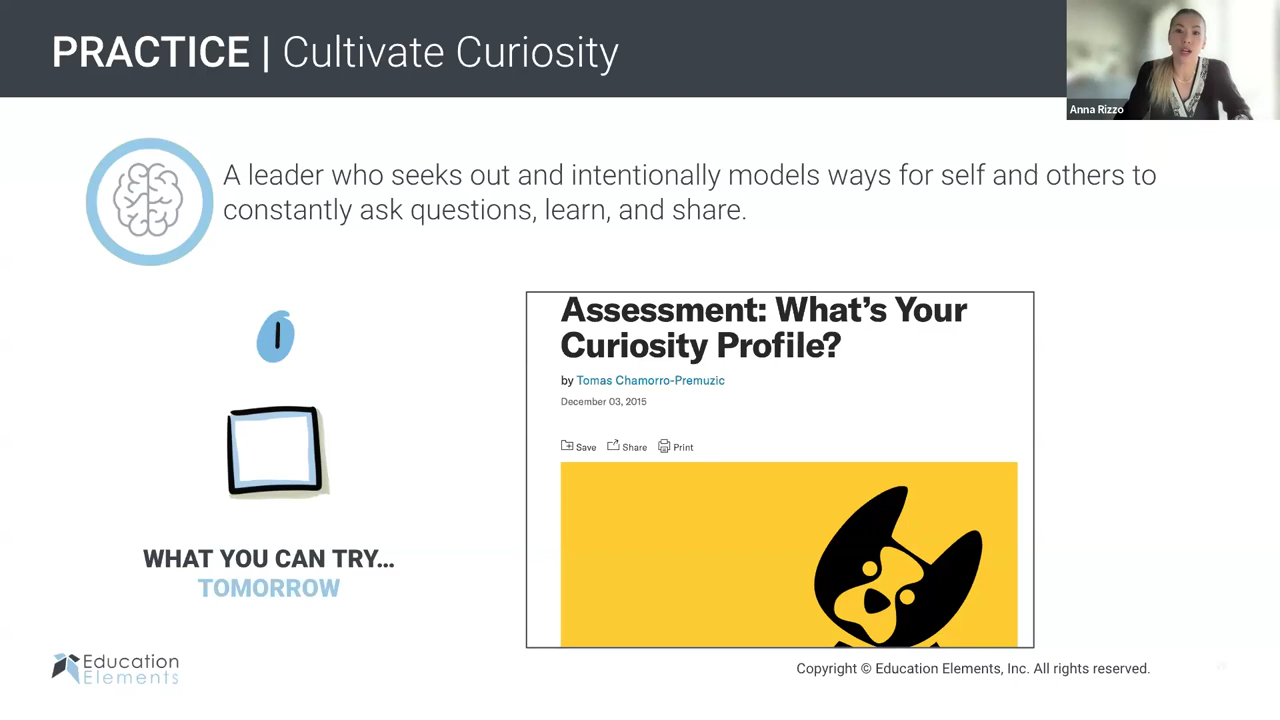 PRACTICE | Cultivate Curiosity
Anna Rizzo
A leader who seeks out and intentionally models ways for self and others to
constantly ask questions, learn, and share.
1
WHAT YOU CAN TRY...
TOMORROW
Assessment: What's Your
Curiosity Profile?
by Tomas Chamorro-Premuzic
December 03, 2015
Save Share Print
Education
Elements
Copyright © Education Elements, Inc. All rights reserved.